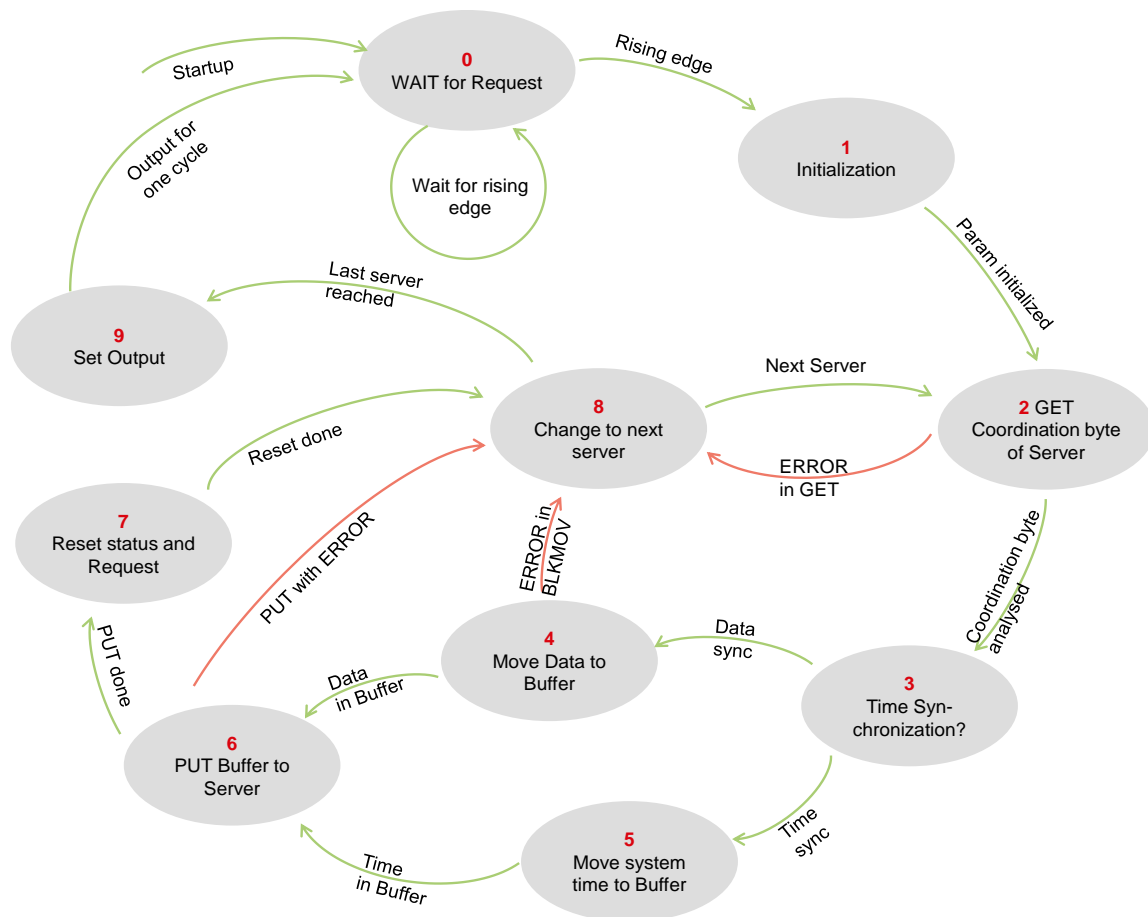 0
WAIT for Request
Startup
Rising edge
Output for
one cycle
Wait for rising
edge
1
Initialization
Param initialized
Last server
reached
9
Set Output
Next Server
8
Change to next
server
2 GET
Coordination byte
of Server
ERROR
in GET
Reset done
7
Reset status and
Request
PUT with ERROR
ERROR in
BLKMOV
Coordination byte
analysed
PUT done
4
Move Data to
Buffer
Data
sync
Data
in Buffer
3
Time Syn-
chronization?
6
PUT Buffer to
Server
Time
sync
5
Move system
time to Buffer
Time
in Buffer